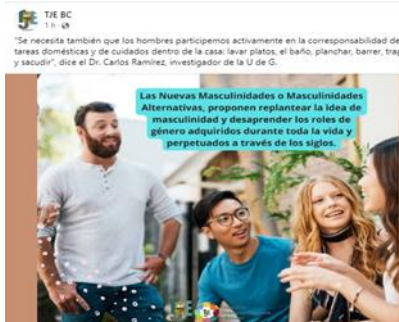 TJE BC
1 h ·
"Se necesita también que los hombres participemos activamente en la corresponsabilidad de
tareas domésticas y de cuidados dentro de la casa: lavar platos, el baño, planchar, barrer, trap
y sacudir", dice el Dr. Carlos Ramírez, investigador de la U de G.
Las Nuevas Masculinidades o Masculinidades
Alternativas, proponen replantear la idea de
masculinidad y desaprender los roles de
género adquiridos durante toda la vida y
perpetuados a través de los siglos.